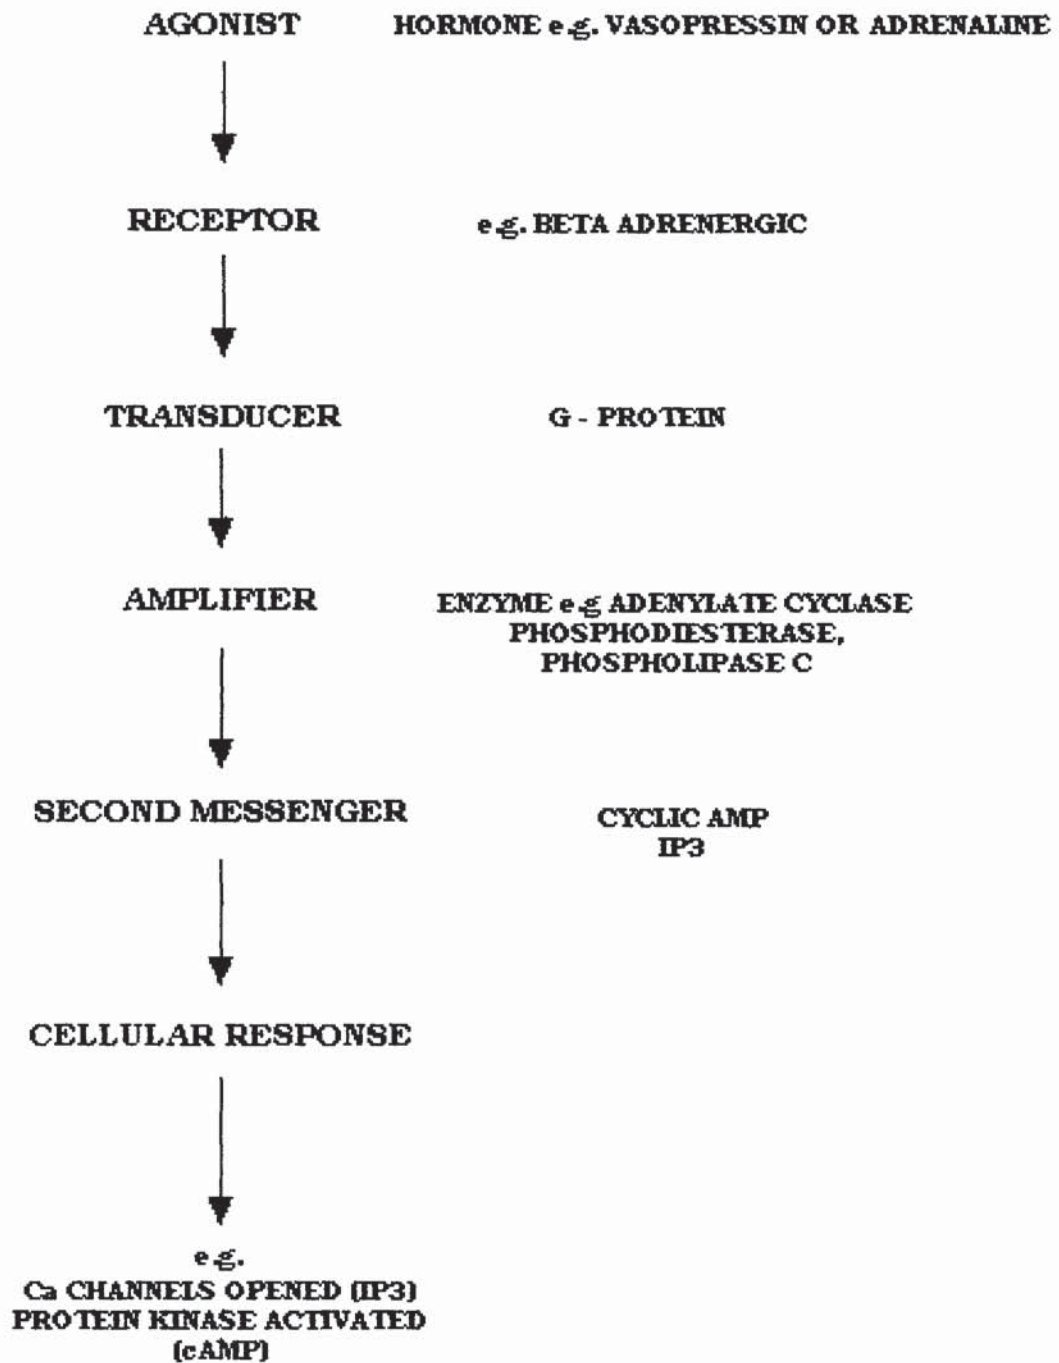 AGONIST HORMONE e.g. VASOPRESSIN OR ADRENALINE
RECEPTOR e.g. BETA ADRENERGIC
TRANSDUCER G - PROTEIN
AMPLIFIER ENZYME e.g ADENYLATE CYCLASE
PHOSPHODIESTERASE,
PHOSPHOLIPASE C
SECOND MESSENGER CYCLIC AMP
IP3
CELLULAR RESPONSE
e.g.
Ca CHANNELS OPENED (IP3)
PROTEIN KINASE ACTIVATED
(cAMP)